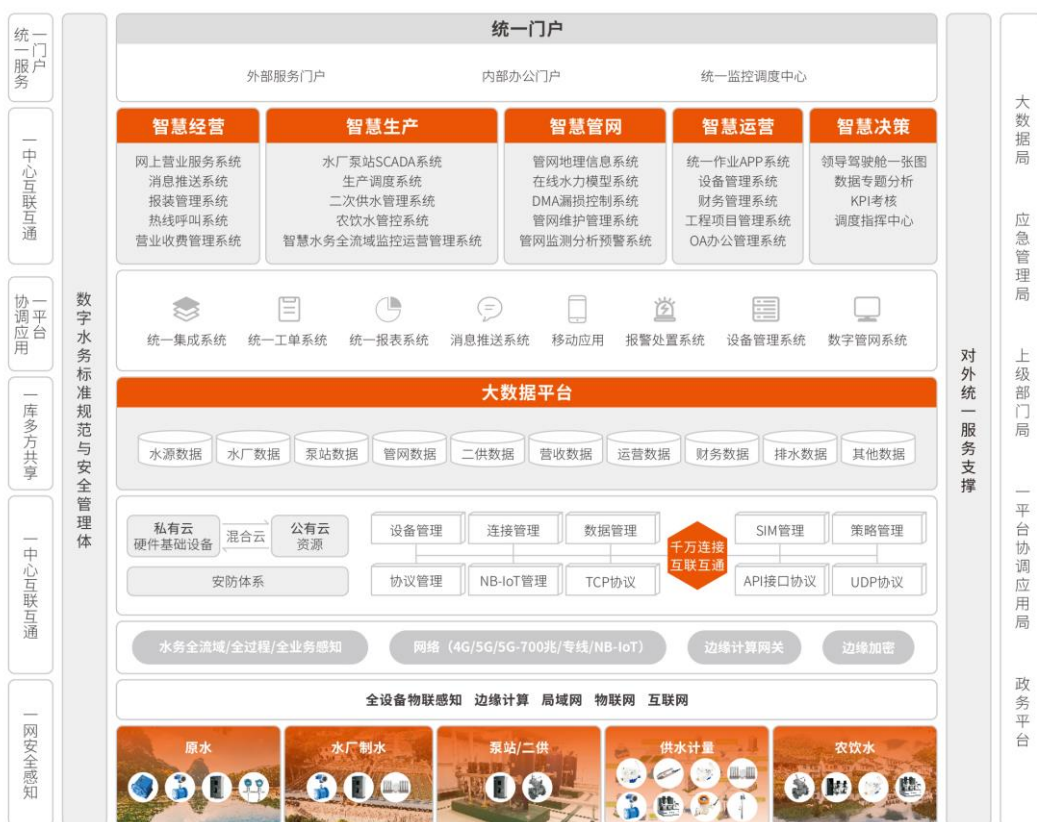 一门户
统一服务
一中心互联互通
一平台
协调应用
一库多方共享
一中心互联互通
一网安全感知
数字水务标准规范与安全管理体
统一门户
外部服务门户 内部办公门户 统一监控调度中心
智慧经营
网上营业服务系统
消息推送系统
报装管理系统
热线呼叫系统
营业收费管理系统
智慧生产
水厂泵站SCADA系统
生产调度系统
二次供水管理系统
农饮水管控系统
智慧水务全流域监控运营管理系统
智慧管网
管网地理信息系统
在线水力模型系统
DMA漏损控制系统
管网维护管理系统
管网监测分析预警系统
智慧运营
统一作业APP系统
设备管理系统
财务管理系统
工程项目管理系统
OA办公管理系统
智慧决策
领导驾驶舱一张图
数据专题分析
KPI考核
调度指挥中心
统一集成系统 统一工单系统 统一报表系统 消息推送系统 移动应用 报警处置系统 设备管理系统 数字管网系统
大数据平台
水源数据 水厂数据 泵站数据 管网数据 二供数据 营收数据 运营数据 财务数据 排水数据 其他数据
私有云
硬件基础设备
混合云
公有云
资源
安防体系
设备管理 连接管理 数据管理
协议管理 NB-IoT管理 TCP协议
千万连接
互联互通
SIM管理 策略管理
API接口协议 UDP协议
水务全流域/全过程/全业务感知 网络（4G/5G/5G-700兆/专线/NB-IoT） 边缘计算网关 边缘加密
全设备物联感知 边缘计算 局域网 物联网 互联网
原水 水厂制水 泵站/二供 供水计量 农饮水
对外统一服务支撑
大数据局
应急管理局
上级部门局
一平台协调应用局
政务平台